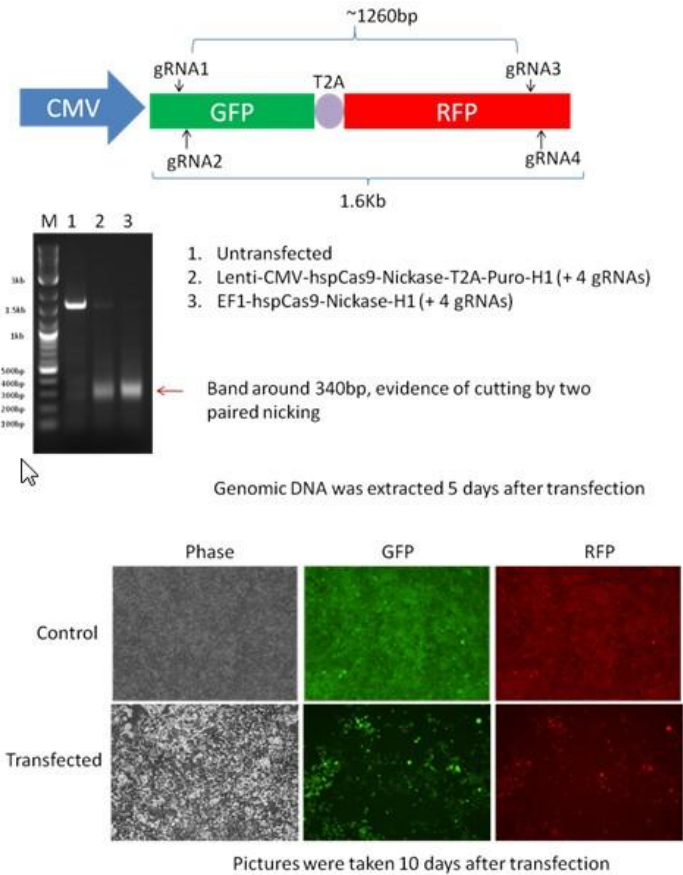 ~1260bp
gRNA1
T2A
gRNA3
CMV
GFP
RFP
gRNA2
gRNA4
1.6Kb
M 1 2 3
1. Untransfected
2. Lenti-CMV-hspCas9-Nickase-T2A-Puro-H1 (+ 4 gRNAs)
3. EF1-hspCas9-Nickase-H1 (+ 4 gRNAs)
3kb
1.5kb
1kb
500bp
400bp
300bp
200bp
100bp
Band around 340bp, evidence of cutting by two
paired nicking
Genomic DNA was extracted 5 days after transfection
Phase
GFP
RFP
Control
Transfected
Pictures were taken 10 days after transfection